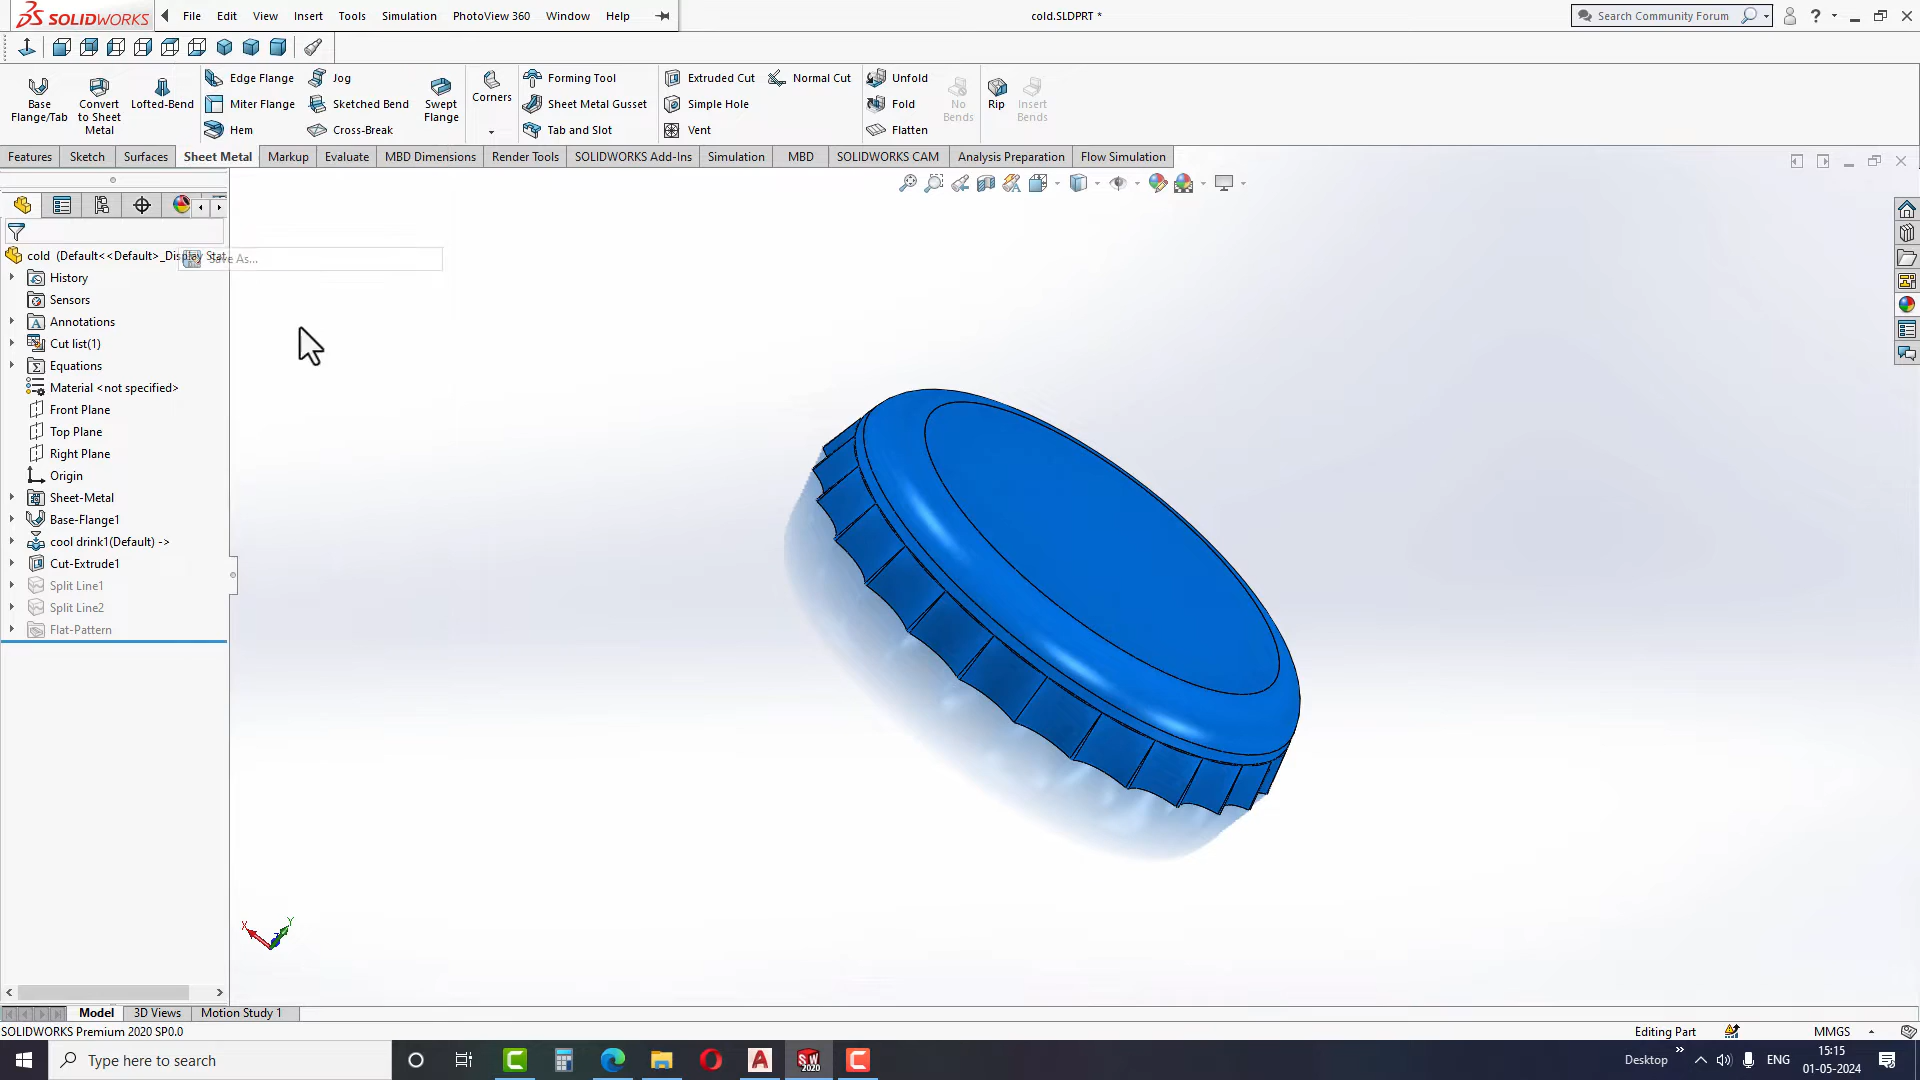 SOLIDWORKS File Edit View Insert Tools Simulation PhotoView 360 Window Help cold.SLDPRT * Search Community Forum
Base Flange/Tab
Convert to Sheet Metal
Lofted-Bend
Edge Flange
Miter Flange
Hem
Jog
Sketched Bend
Cross-Break
Swept Flange
Corners
Forming Tool
Sheet Metal Gusset
Tab and Slot
Extruded Cut
Simple Hole
Vent
Normal Cut
Unfold
Fold
Flatten
No Bends
Rip
Insert Bends
Features Sketch Surfaces Sheet Metal Markup Evaluate MBD Dimensions Render Tools SOLIDWORKS Add-Ins Simulation MBD SOLIDWORKS CAM Analysis Preparation Flow Simulation
cold (Default<<Default>_Display Stat
Save As...
History
Sensors
Annotations
Cut list(1)
Equations
Material <not specified>
Front Plane
Top Plane
Right Plane
Origin
Sheet-Metal
Base-Flange1
cool drink1(Default) ->
Cut-Extrude1
Split Line1
Split Line2
Flat-Pattern
X Y
Model 3D Views Motion Study 1
SOLIDWORKS Premium 2020 SP0.0 Editing Part MMGS
Type here to search Desktop ENG 15:15
01-05-2024